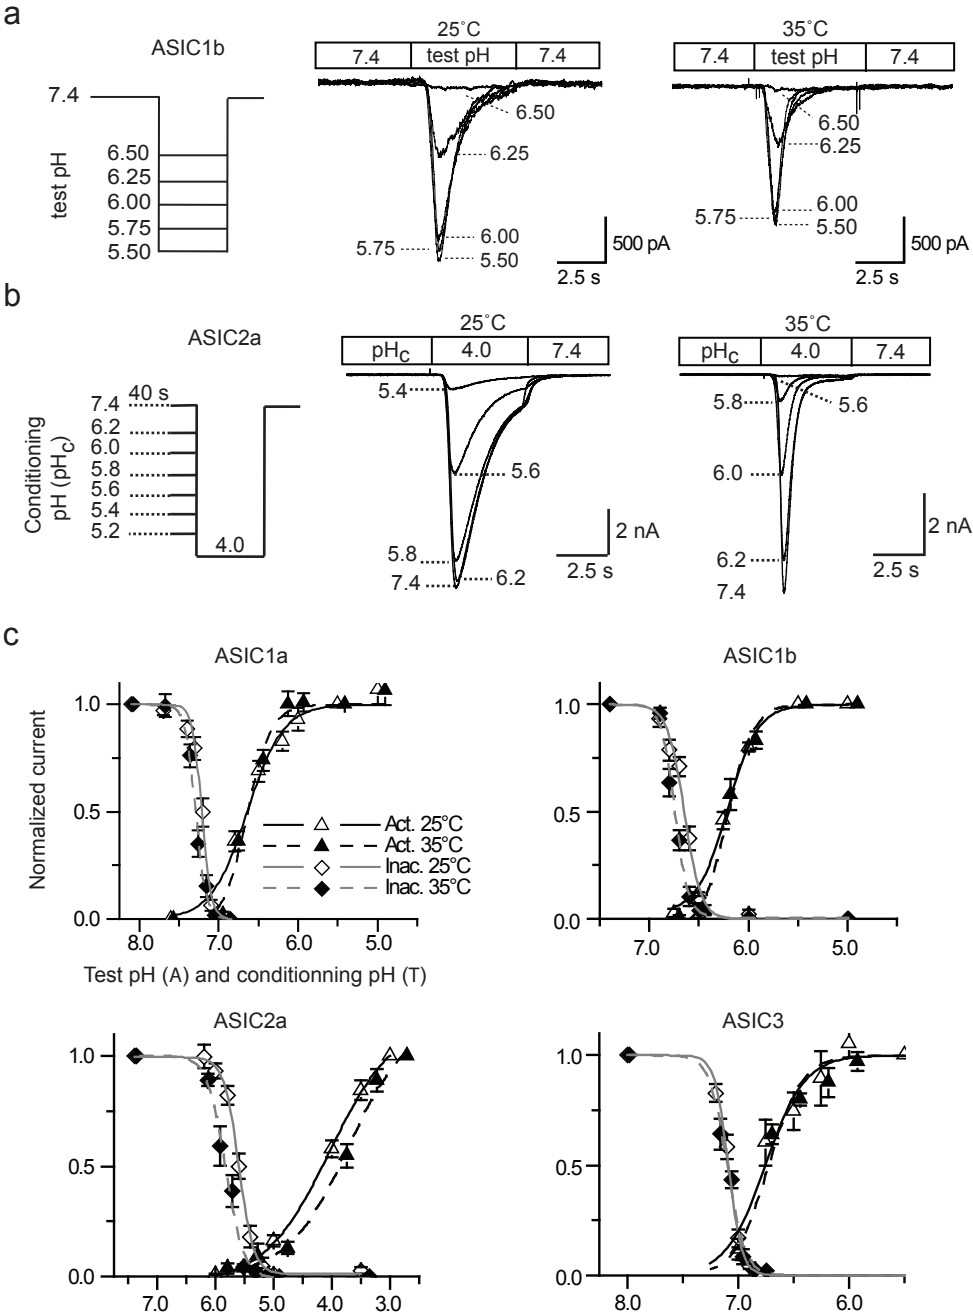 a
ASIC1b
7.4
6.50
6.25
6.00
5.75
5.50
test pH
25˚C
7.4 test pH 7.4
6.50
6.25
6.00
5.75
5.50
500 pA
2.5 s
35˚C
7.4 test pH 7.4
6.50
6.25
6.00
5.75
5.50
500 pA
2.5 s
b
ASIC2a
40 s
7.4
6.2
6.0
5.8
5.6
5.4
5.2
4.0
Conditioning
pH (pHC)
25˚C
pHC 4.0 7.4
5.4
5.6
5.8
6.2
7.4
2 nA
2.5 s
35˚C
pHC 4.0 7.4
5.8
5.6
6.0
6.2
7.4
2 nA
2.5 s
c
ASIC1a
1.0
0.5
0.0
Normalized current
Act. 25°C
Act. 35°C
Inac. 25°C
Inac. 35°C
8.0 7.0 6.0 5.0
Test pH (A) and conditionning pH (T)
ASIC1b
1.0
0.5
0.0
7.0 6.0 5.0
ASIC2a
1.0
0.5
0.0
7.0 6.0 5.0 4.0 3.0
ASIC3
1.0
0.5
0.0
8.0 7.0 6.0